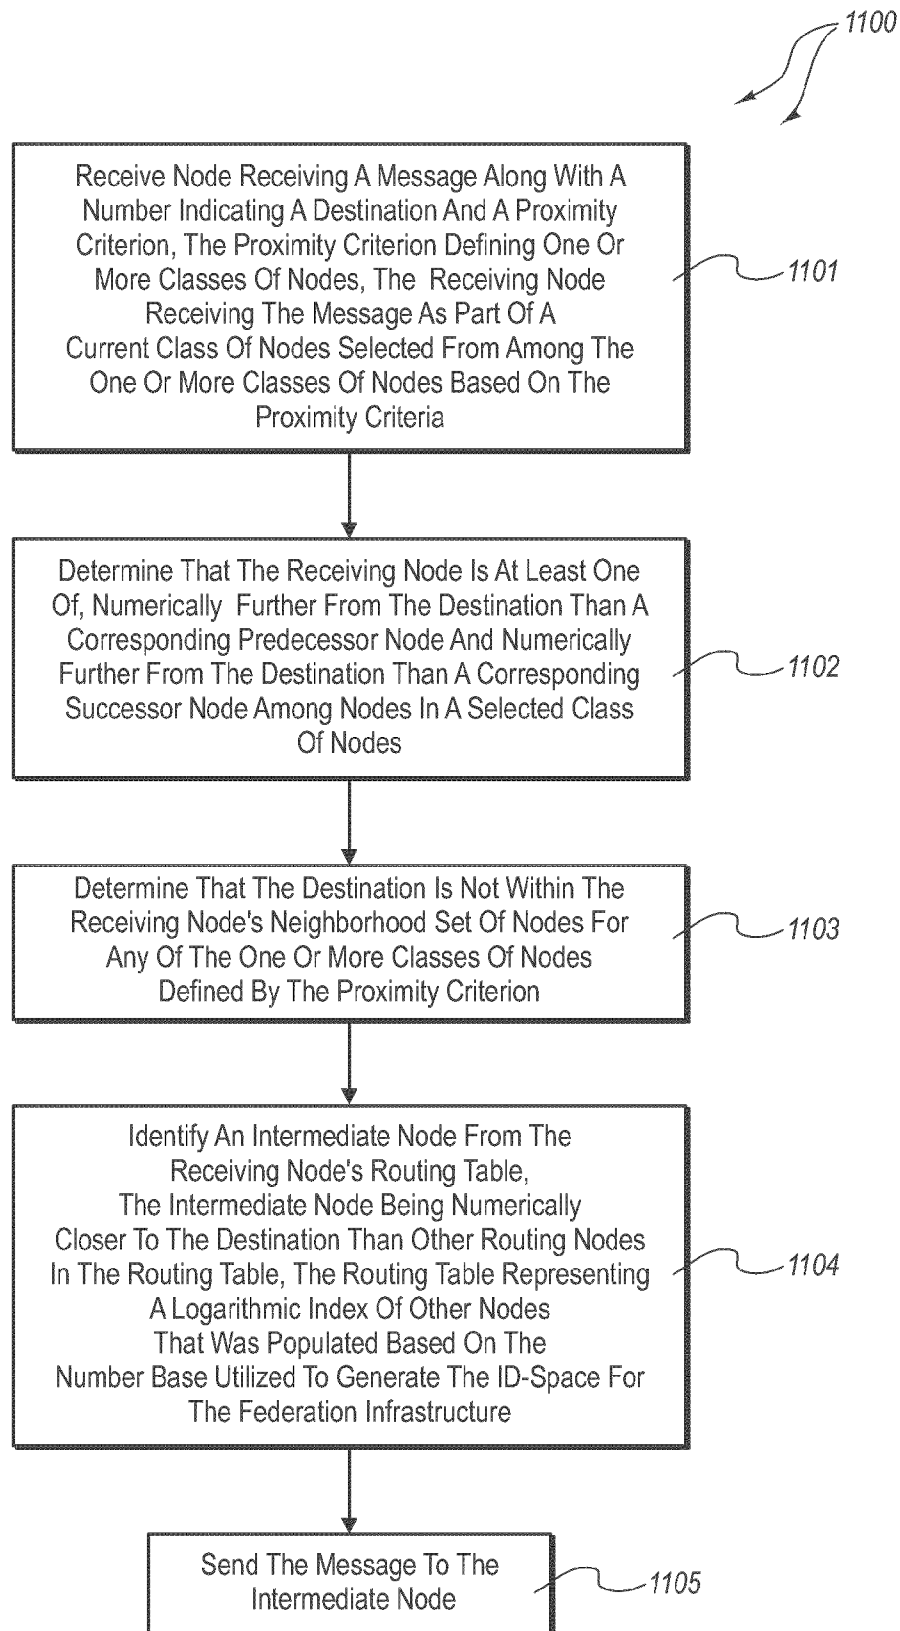 1100
Receive Node Receiving A Message Along With A
Number Indicating A Destination And A Proximity
Criterion, The Proximity Criterion Defining One Or
More Classes Of Nodes, The Receiving Node
Receiving The Message As Part Of A
Current Class Of Nodes Selected From Among The
One Or More Classes Of Nodes Based On The
Proximity Criteria
1101
Determine That The Receiving Node Is At Least One
Of, Numerically Further From The Destination Than A
Corresponding Predecessor Node And Numerically
Further From The Destination Than A Corresponding
Successor Node Among Nodes In A Selected Class
Of Nodes
1102
Determine That The Destination Is Not Within The
Receiving Node's Neighborhood Set Of Nodes For
Any Of The One Or More Classes Of Nodes
Defined By The Proximity Criterion
1103
Identify An Intermediate Node From The
Receiving Node's Routing Table,
The Intermediate Node Being Numerically
Closer To The Destination Than Other Routing Nodes
In The Routing Table, The Routing Table Representing
A Logarithmic Index Of Other Nodes
That Was Populated Based On The
Number Base Utilized To Generate The ID-Space For
The Federation Infrastructure
1104
Send The Message To The
Intermediate Node
1105